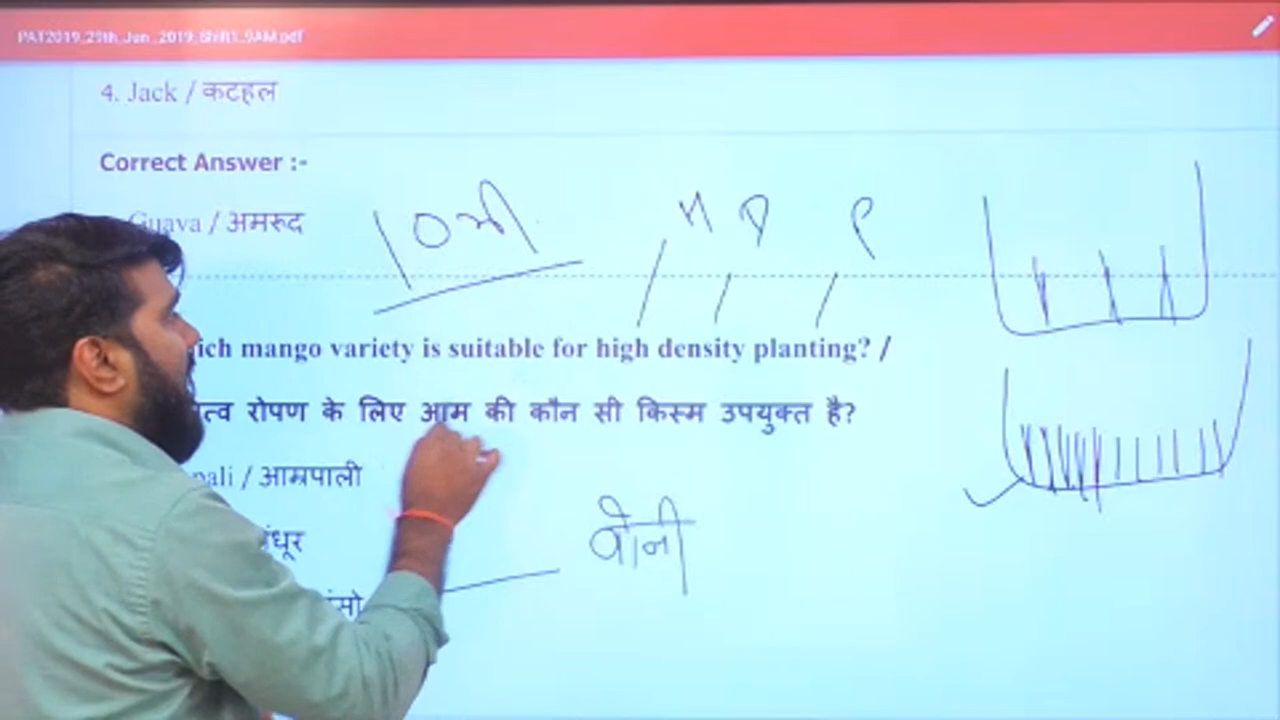 PAT2019_29th_Jun_2019_Shift1_9AM.pdf
4. Jack / कटहल
Correct Answer :-
Guava / अमरूद
10 मी
H D P
ich mango variety is suitable for high density planting? /
त्व रोपण के लिए आम की कौन सी किस्म उपयुक्त है?
pali / आम्रपाली
ंधूर
वौनी